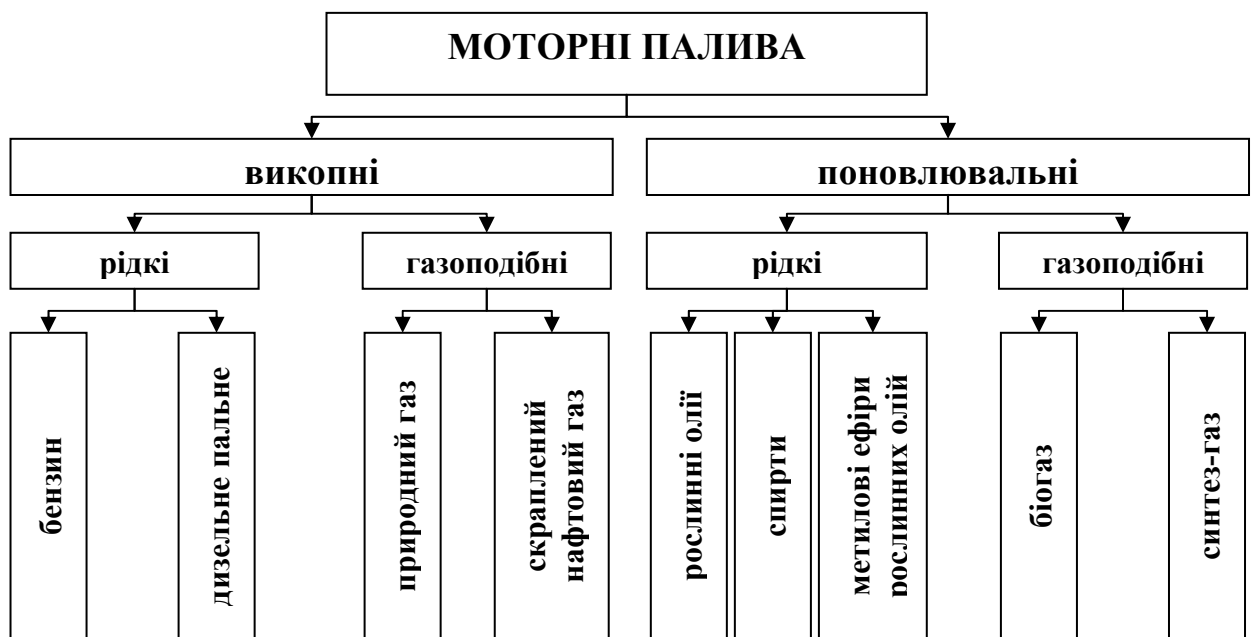 МОТОРНІ ПАЛИВА
викопні
поновлювальні
рідкі
газоподібні
рідкі
газоподібні
бензин
дизельне пальне
природний газ
скраплений
нафтовий газ
рослинні олії
спирти
метилові ефіри
рослинних олій
біогаз
синтез-газ